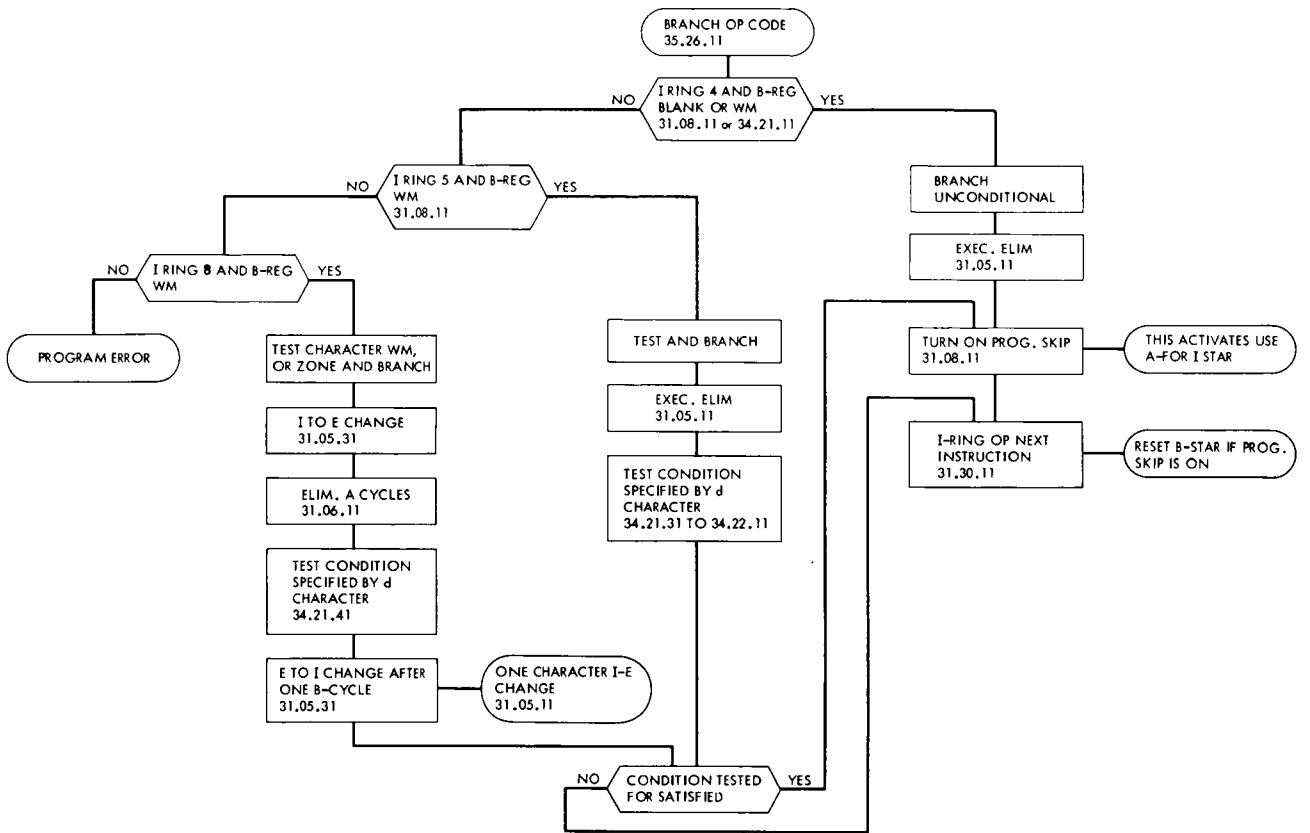 BRANCH OP CODE
35.26.11
NO
I RING 4 AND B-REG
BLANK OR WM
31.08.11 or 34.21.11
YES
NO
I RING 5 AND B-REG
WM
31.08.11
YES
BRANCH
UNCONDITIONAL
EXEC. ELIM
31.05.11
NO
I RING 8 AND B-REG
WM
YES
PROGRAM ERROR
TEST CHARACTER WM,
OR ZONE AND BRANCH
TEST AND BRANCH
TURN ON PROG. SKIP
31.08.11
THIS ACTIVATES USE
A-FOR I STAR
I TO E CHANGE
31.05.31
EXEC. ELIM
31.05.11
I-RING OP NEXT
INSTRUCTION
31.30.11
RESET B-STAR IF PROG.
SKIP IS ON
ELIM. A CYCLES
31.06.11
TEST CONDITION
SPECIFIED BY d
CHARACTER
34.21.31 TO 34.22.11
TEST CONDITION
SPECIFIED BY d
CHARACTER
34.21.41
E TO I CHANGE AFTER
ONE B-CYCLE
31.05.31
ONE CHARACTER I-E
CHANGE
31.05.11
NO
CONDITION TESTED
FOR SATISFIED
YES